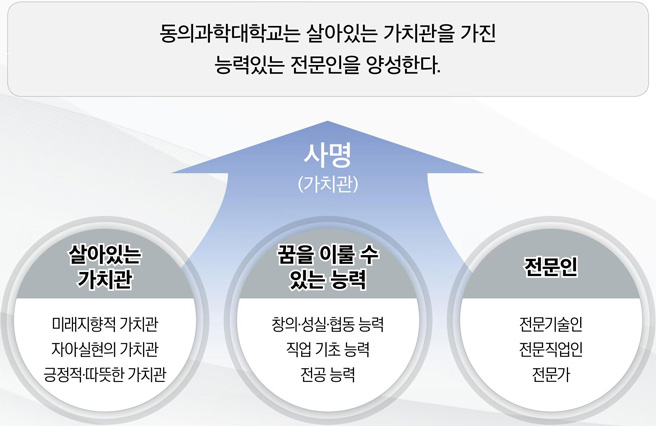 동의과학대학교는 살아있는 가치관을 가진
능력있는 전문인을 양성한다.
사명
(가치관)
살아있는
가치관
미래지향적 가치관
자아실현의 가치관
긍정적·따뜻한 가치관
꿈을 이룰 수
있는 능력
창의·성실·협동 능력
직업 기초 능력
전공 능력
전문인
전문기술인
전문직업인
전문가